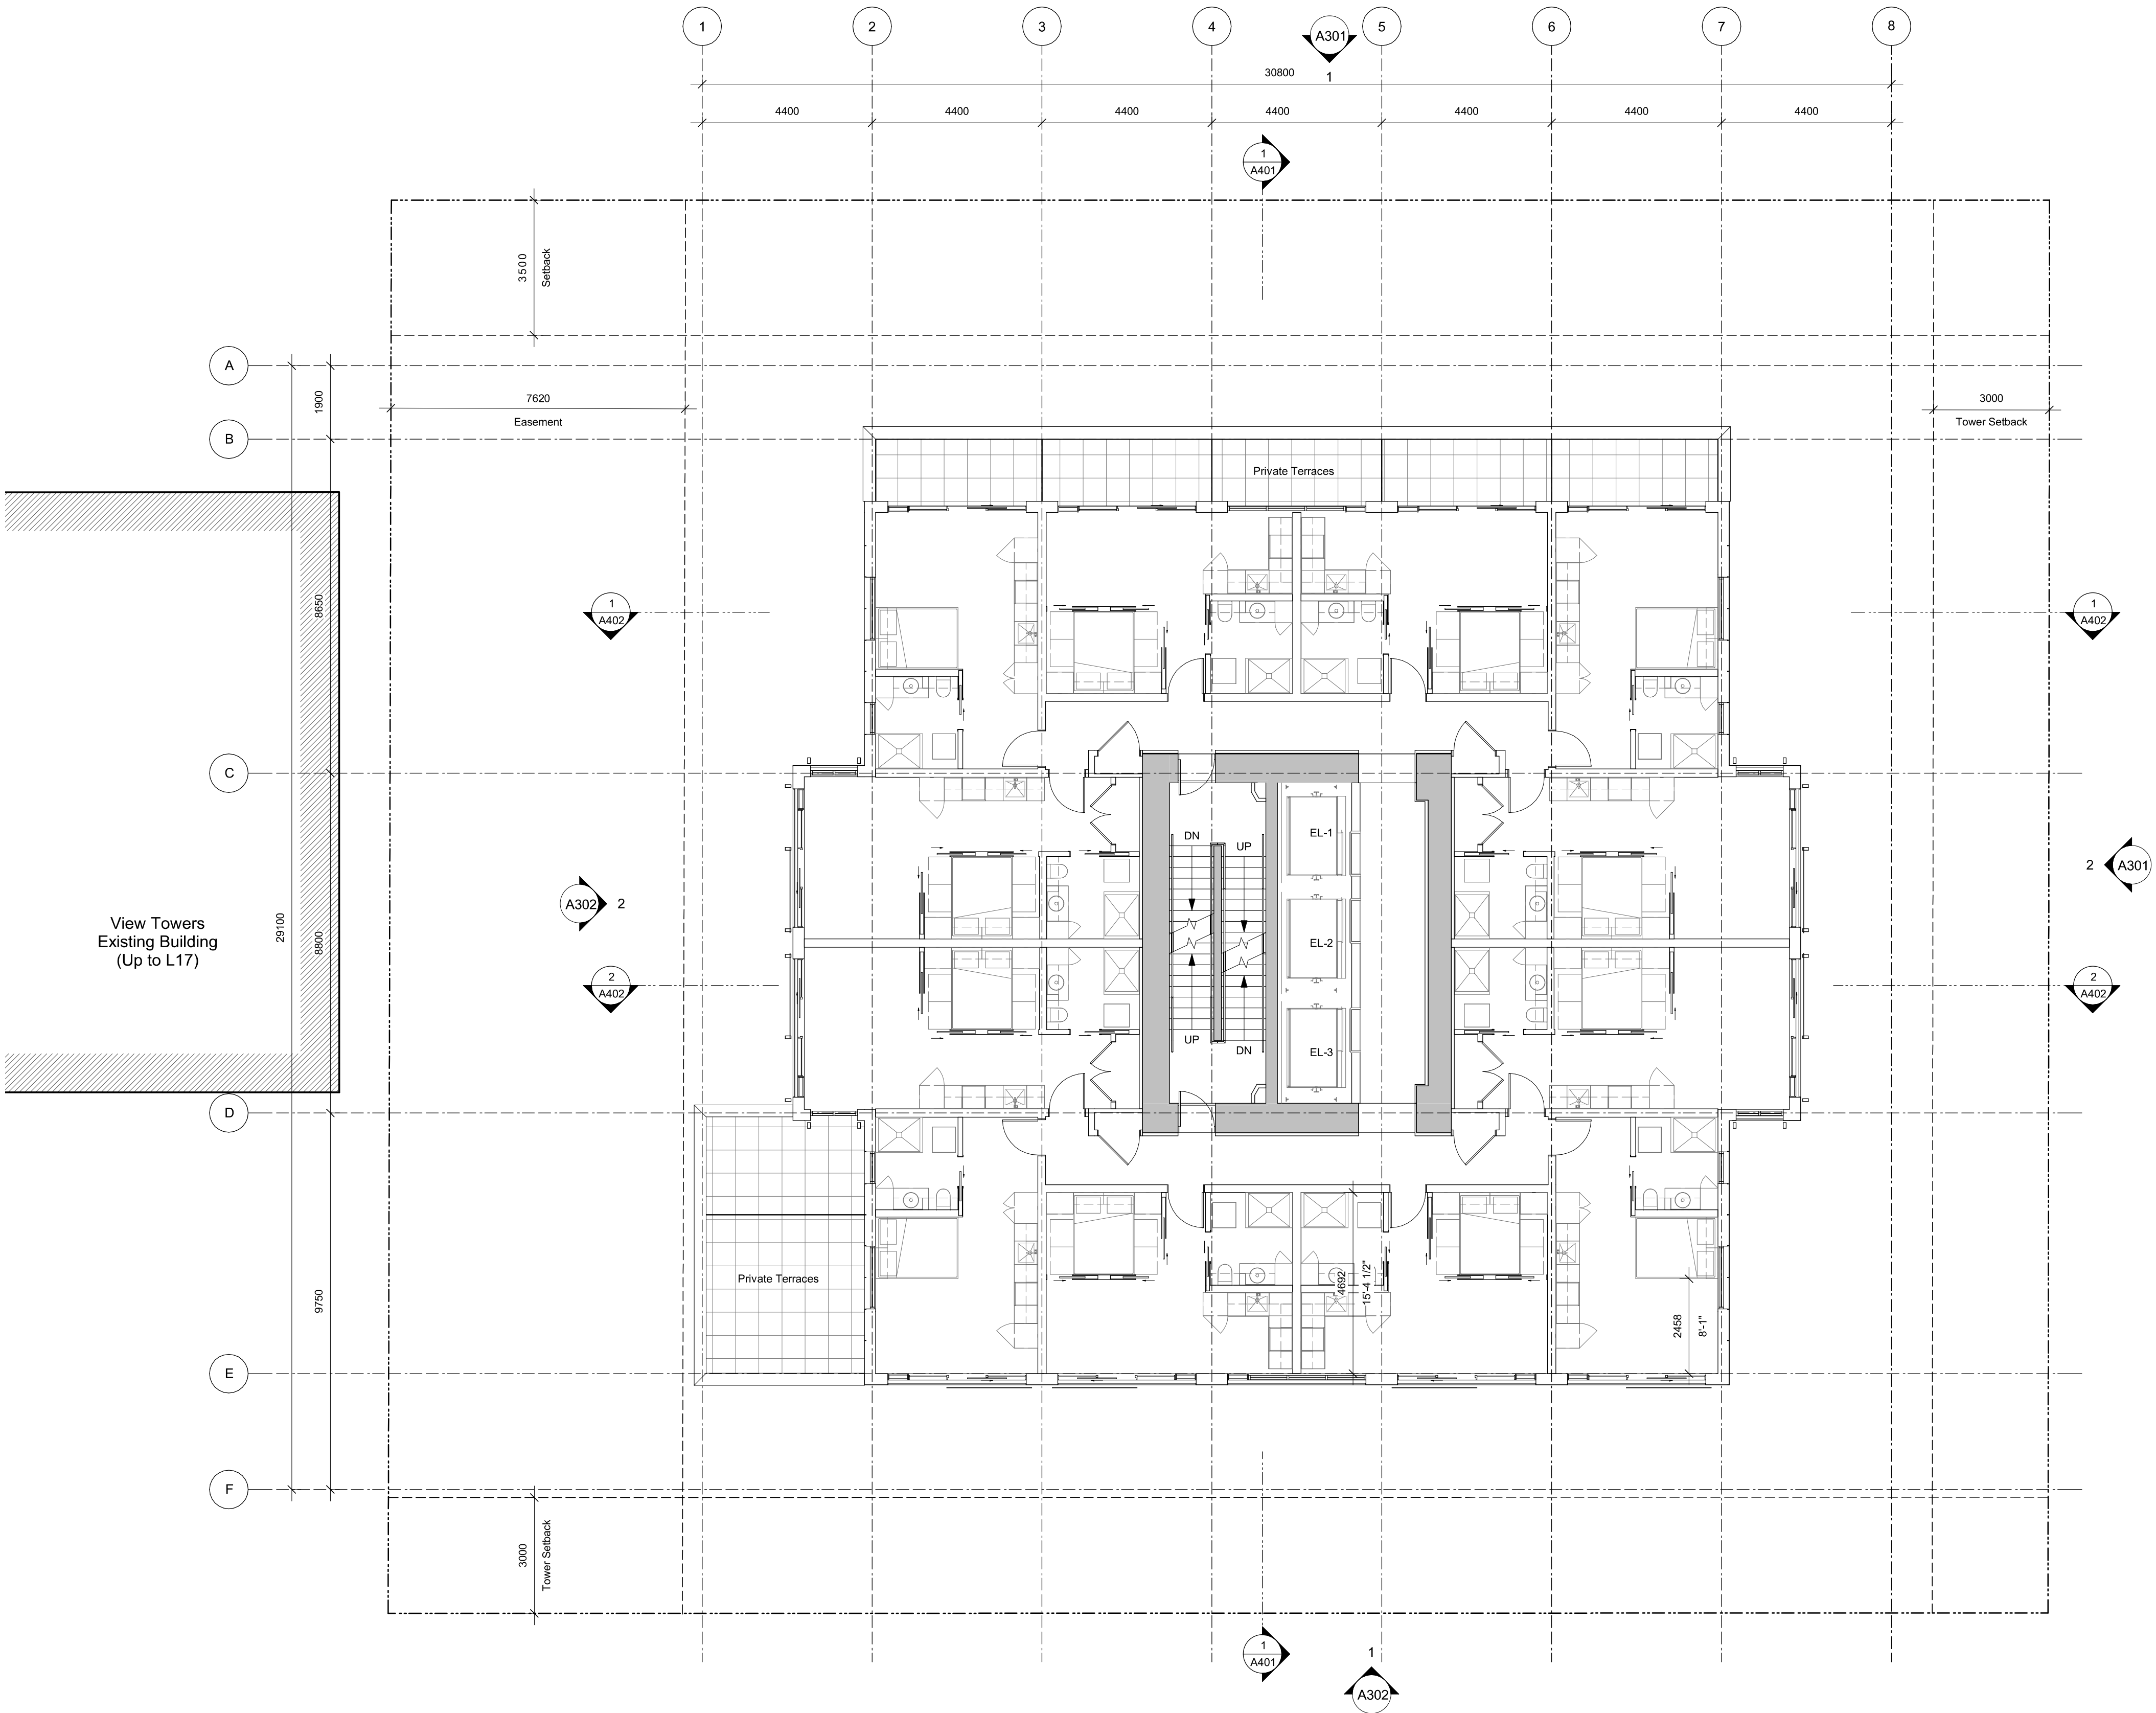 1
2
3
4
5
6
7
8
A301
1
30800
4400
4400
4400
4400
4400
4400
4400
1
A401
3500
Setback
A
1900
7620
Easement
3000
Tower Setback
B
Private Terraces
8650
1
A402
1
A402
C
EL-1
DN
UP
A302
2
2
A301
View Towers
Existing Building
(Up to L17)
29100
8800
EL-2
2
A402
2
A402
UP
DN
EL-3
D
Private Terraces
4692
15'-4 1/2"
9750
2458
8'-1"
E
F
3000
Tower Setback
1
A401
1
A302